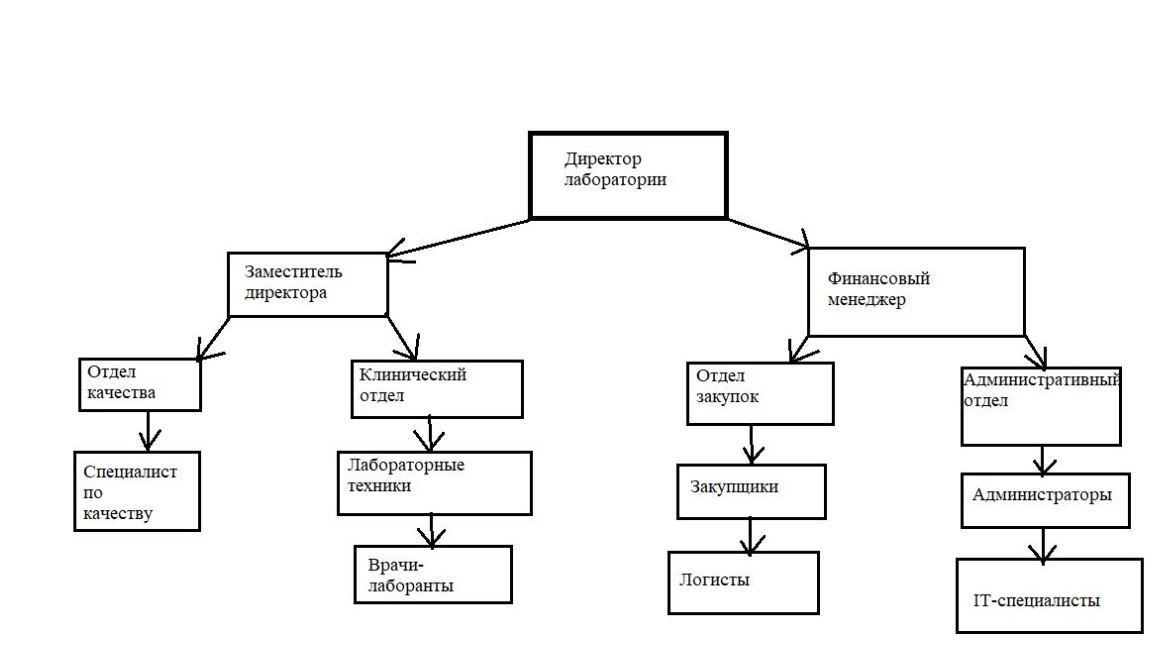 Директор
лаборатории
Заместитель
директора
Финансовый
менеджер
Отдел
качества
Клинический
отдел
Отдел
закупок
Административный
отдел
Специалист
по
качеству
Лабораторные
техники
Закупщики
Администраторы
Врачи-
лаборанты
Логисты
IT-специалисты